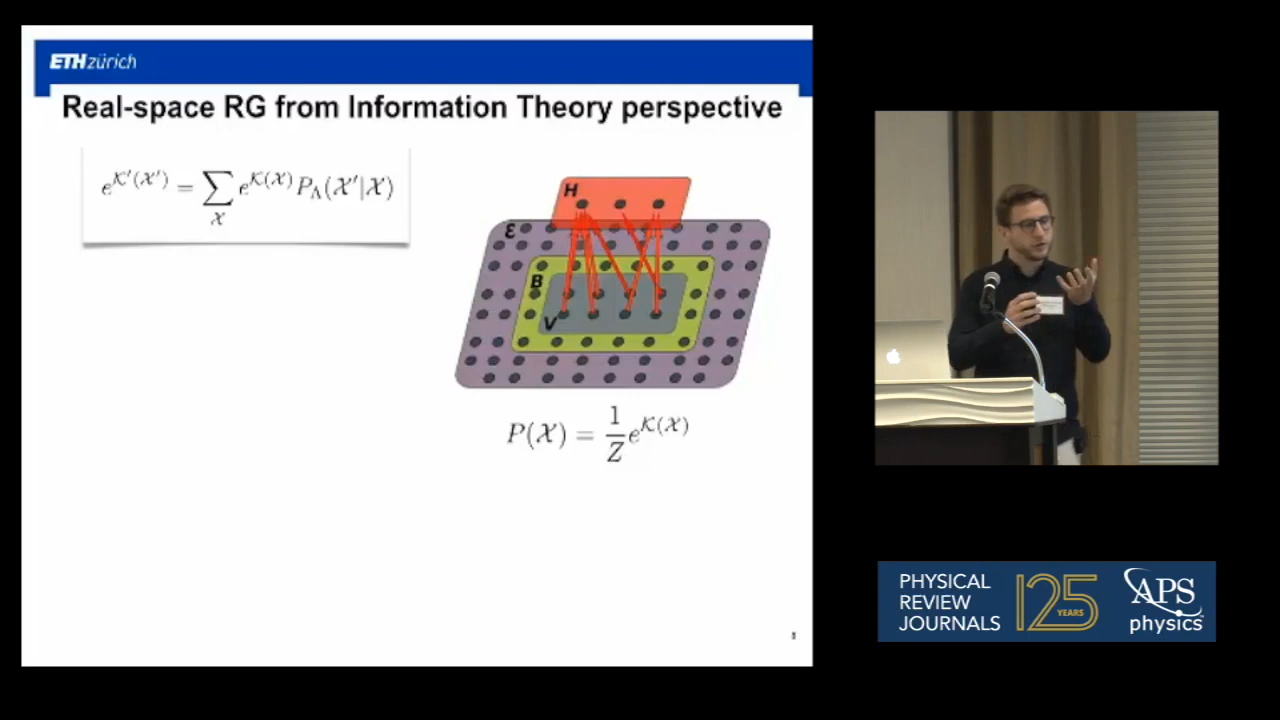 ETH zürich
Real-space RG from Information Theory perspective
e^{𝒦'(𝒳')} = ∑_𝒳 e^{𝒦(𝒳)} P_Λ(𝒳'|𝒳)
H
ε
B
V
P(𝒳) = 1/Z e^{𝒦(𝒳)}
PHYSICAL
REVIEW
JOURNALS
125
YEARS
APS
physics